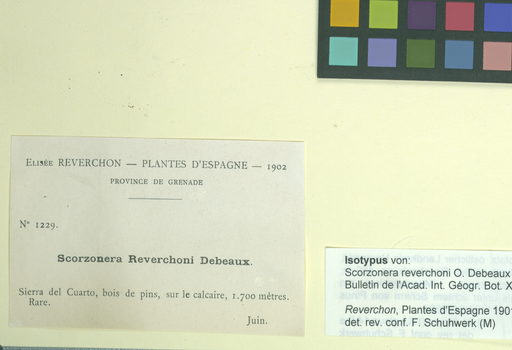 Elisée REVERCHON — PLANTES D'ESPAGNE — 1902
PROVINCE DE GRENADE
N° 1229.
Scorzonera Reverchoni Debeaux.
Sierra del Cuarto, bois de pins, sur le calcaire, 1.700 mètres.
Rare.
Juin.
Isotypus von:
Scorzonera reverchoni O. Debeaux
Bulletin de l'Acad. Int. Géogr. Bot. X
Reverchon, Plantes d'Espagne 190
det. rev. conf. F. Schuhwerk (M)